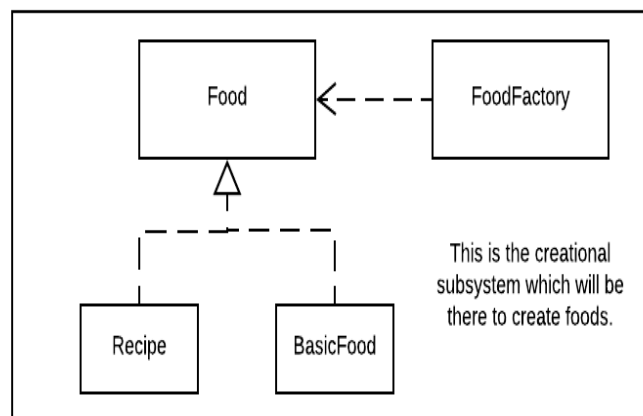 Food
FoodFactory
This is the creational
subsystem which will be
there to create foods.
Recipe
BasicFood